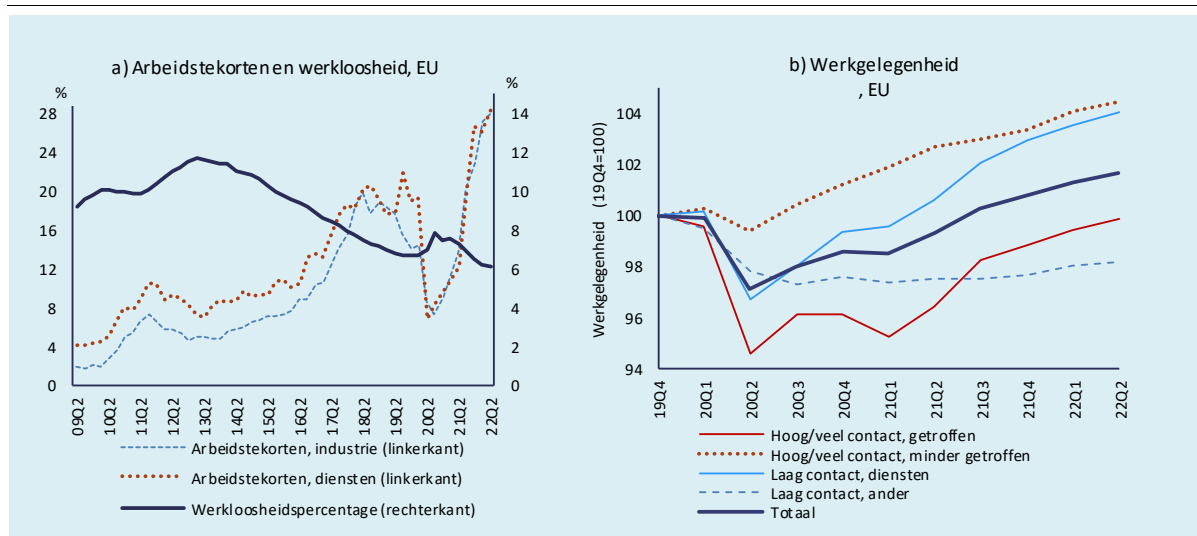 a) Arbeidstekorten en werkloosheid, EU
%
%
28
24
20
16
12
8
4
0
14
12
10
8
6
4
2
0
09Q2
10Q2
11Q2
12Q2
13Q2
14Q2
15Q2
16Q2
17Q2
18Q2
19Q2
20Q2
21Q2
22Q2
Arbeidstekorten, industrie (linkerkant)
Arbeidstekorten, diensten (linkerkant)
Werkloosheidspercentage (rechterkant)
b) Werkgelegenheid
, EU
Werkgelegenheid (19Q4=100)
104
102
100
98
96
94
19Q4
20Q1
20Q2
20Q3
20Q4
21Q1
21Q2
21Q3
21Q4
22Q1
22Q2
Hoog/veel contact, getroffen
Hoog/veel contact, minder getroffen
Laag contact, diensten
Laag contact, ander
Totaal